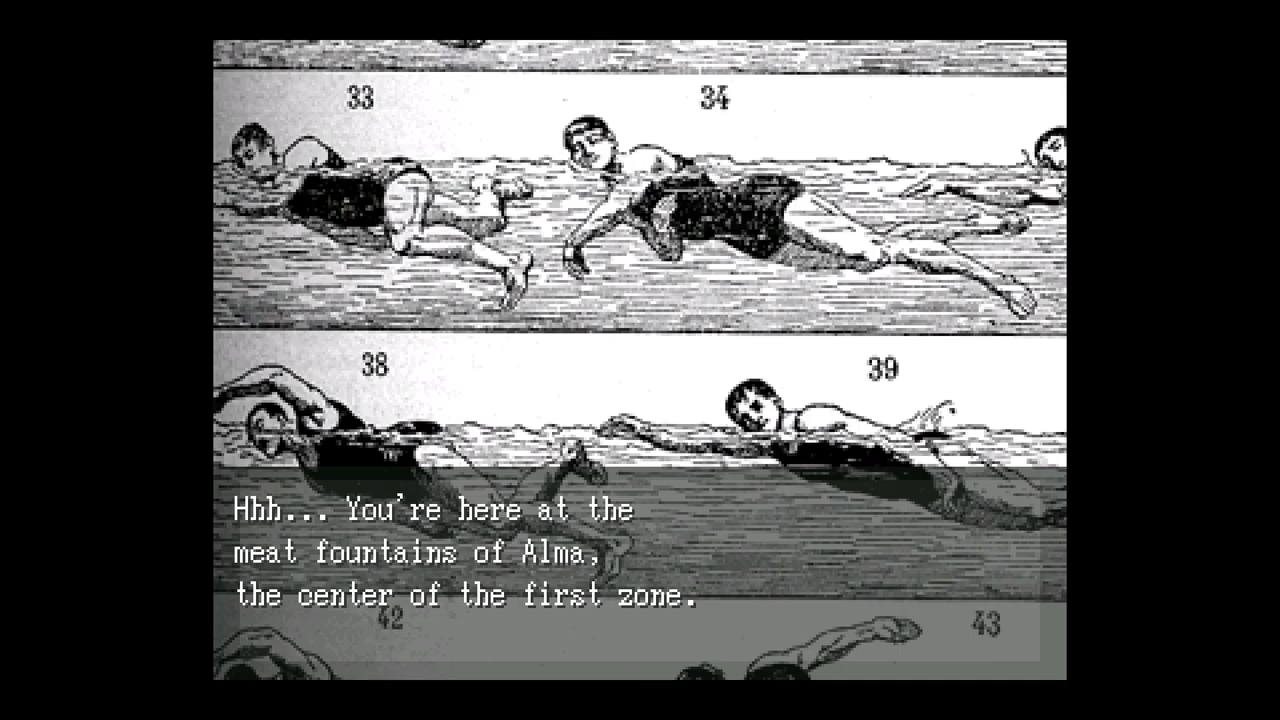 33 34
38 39
Hhh... You're here at the
meat fountains of Alma,
the center of the first zone.
42 43